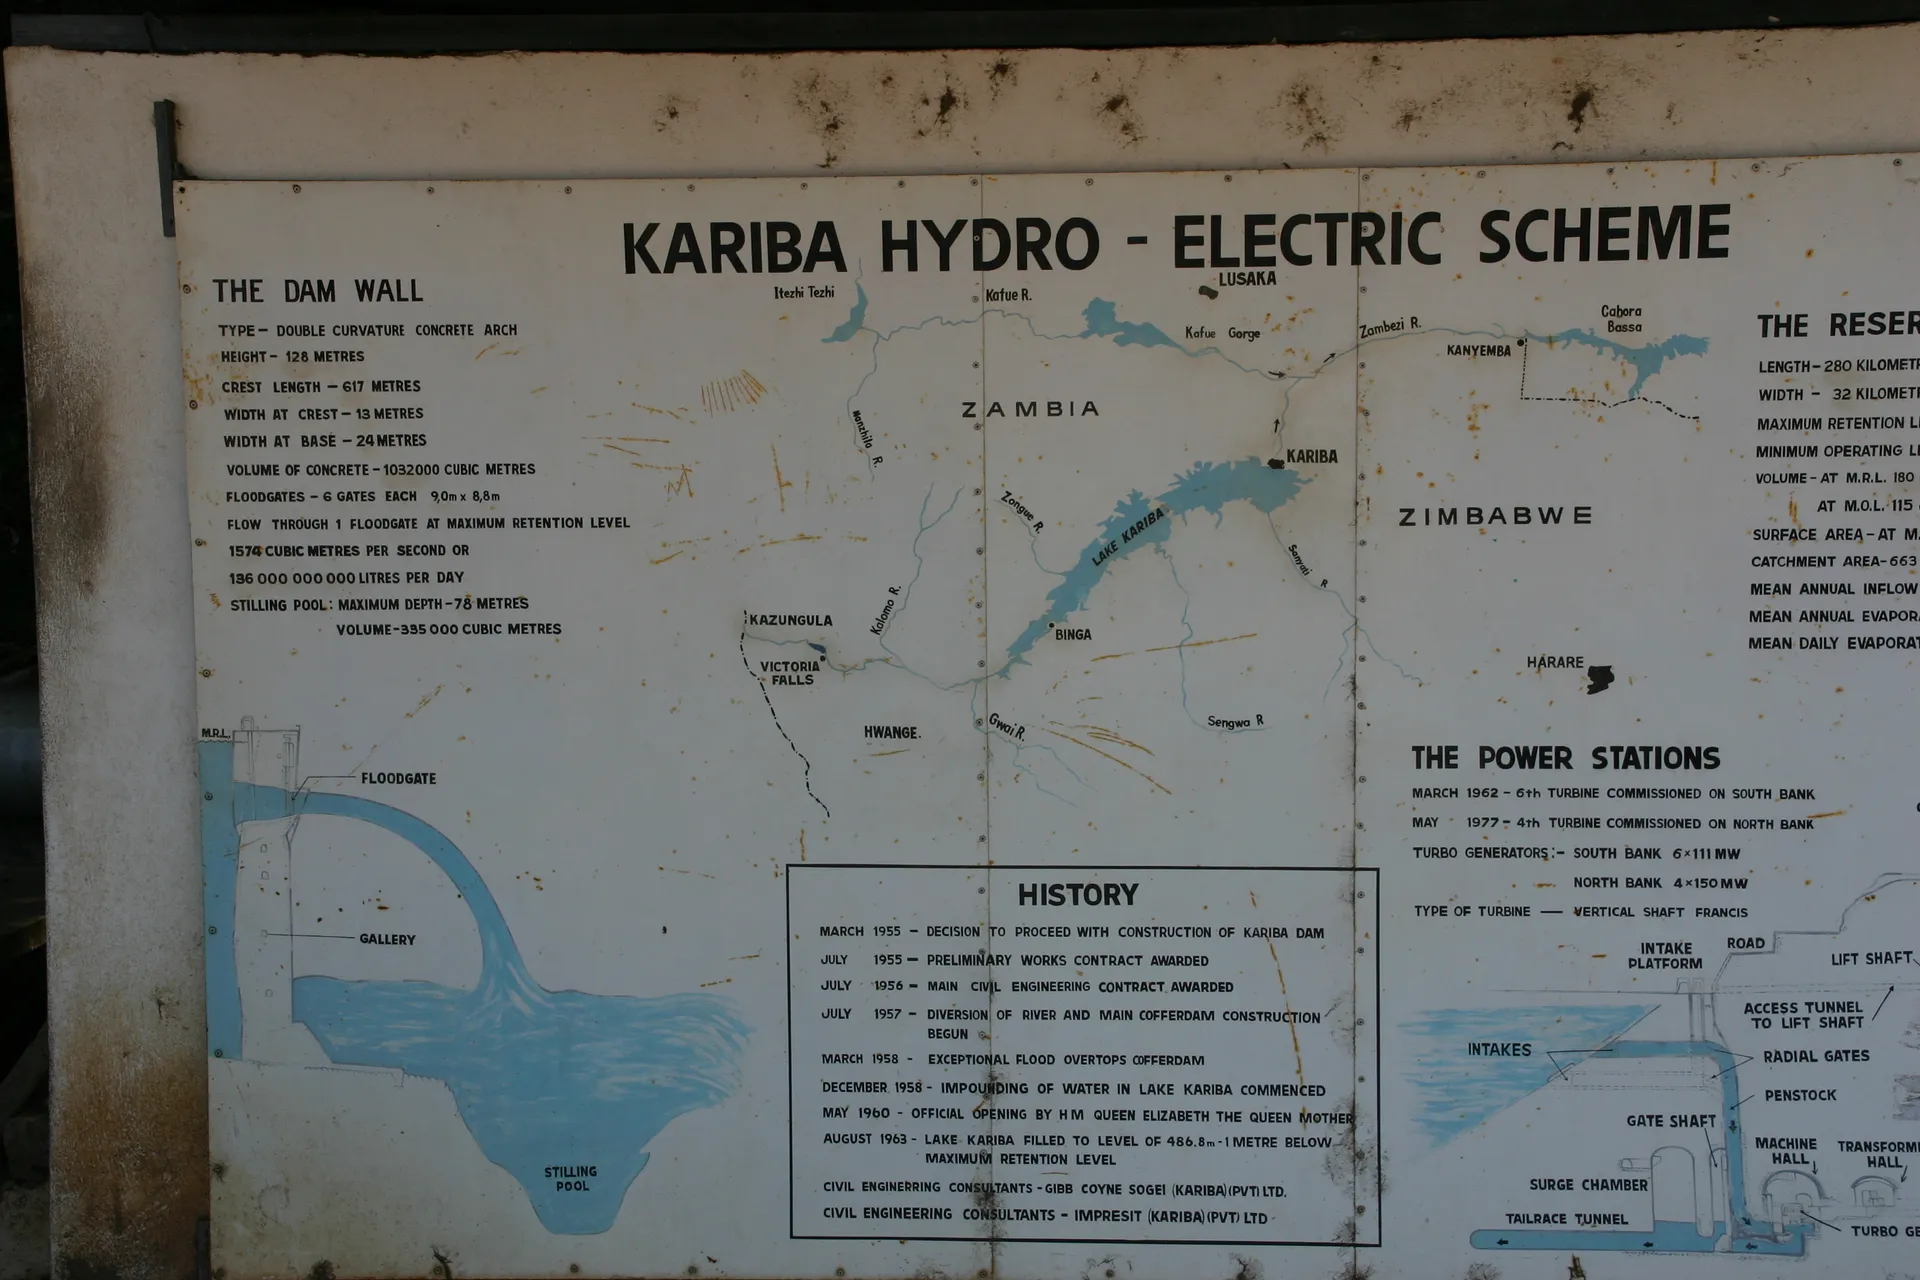 KARIBA HYDRO - ELECTRIC SCHEME
THE DAM WALL
TYPE - DOUBLE CURVATURE CONCRETE ARCH
HEIGHT - 128 METRES
CREST LENGTH - 617 METRES
WIDTH AT CREST - 13 METRES
WIDTH AT BASE - 24 METRES
VOLUME OF CONCRETE - 1032000 CUBIC METRES
FLOODGATES - 6 GATES EACH 9,0m x 8,8m
FLOW THROUGH 1 FLOODGATE AT MAXIMUM RETENTION LEVEL
1574 CUBIC METRES PER SECOND OR
136 000 000 000 LITRES PER DAY
STILLING POOL: MAXIMUM DEPTH - 78 METRES
VOLUME - 335 000 CUBIC METRES
M.R.L.
FLOODGATE
GALLERY
STILLING
POOL
Itezhi Tezhi
Kafue R.
LUSAKA
Kafue Gorge
Zambezi R.
KANYEMBA
Cabora
Bassa
Nanzhila R.
ZAMBIA
KARIBA
Zongue R.
LAKE KARIBA
ZIMBABWE
Sanyati R
Kalomo R.
KAZUNGULA
BINGA
VICTORIA
FALLS
HARARE
HWANGE.
Gwai R.
Sengwa R
THE RESER
LENGTH - 280 KILOMETR
WIDTH - 32 KILOMET
MAXIMUM RETENTION L
MINIMUM OPERATING L
VOLUME - AT M.R.L. 180
AT M.O.L. 115
SURFACE AREA - AT M.
CATCHMENT AREA - 663
MEAN ANNUAL INFLOW
MEAN ANNUAL EVAPOR
MEAN DAILY EVAPORAT
THE POWER STATIONS
MARCH 1962 - 6th TURBINE COMMISSIONED ON SOUTH BANK
MAY 1977 - 4th TURBINE COMMISSIONED ON NORTH BANK
TURBO GENERATORS:- SOUTH BANK 6x111 MW
NORTH BANK 4x150 MW
TYPE OF TURBINE — VERTICAL SHAFT FRANCIS
HISTORY
MARCH 1955 - DECISION TO PROCEED WITH CONSTRUCTION OF KARIBA DAM
JULY 1955 - PRELIMINARY WORKS CONTRACT AWARDED
JULY 1956 - MAIN CIVIL ENGINEERING CONTRACT AWARDED
JULY 1957 - DIVERSION OF RIVER AND MAIN COFFERDAM CONSTRUCTION
BEGUN
MARCH 1958 - EXCEPTIONAL FLOOD OVERTOPS COFFERDAM
DECEMBER 1958 - IMPOUNDING OF WATER IN LAKE KARIBA COMMENCED
MAY 1960 - OFFICIAL OPENING BY H M QUEEN ELIZABETH THE QUEEN MOTHER
AUGUST 1963 - LAKE KARIBA FILLED TO LEVEL OF 486.8m - 1 METRE BELOW
MAXIMUM RETENTION LEVEL
CIVIL ENGINERRING CONSULTANTS - GIBB COYNE SOGEI (KARIBA)(PVT) LTD.
CIVIL ENGINEERING CONSULTANTS - IMPRESIT (KARIBA)(PVT) LTD
INTAKE
PLATFORM
ROAD
LIFT SHAFT
ACCESS TUNNEL
TO LIFT SHAFT
INTAKES
RADIAL GATES
PENSTOCK
GATE SHAFT
MACHINE
HALL
TRANSFORM
HALL
SURGE CHAMBER
TAILRACE TUNNEL
TURBO GE